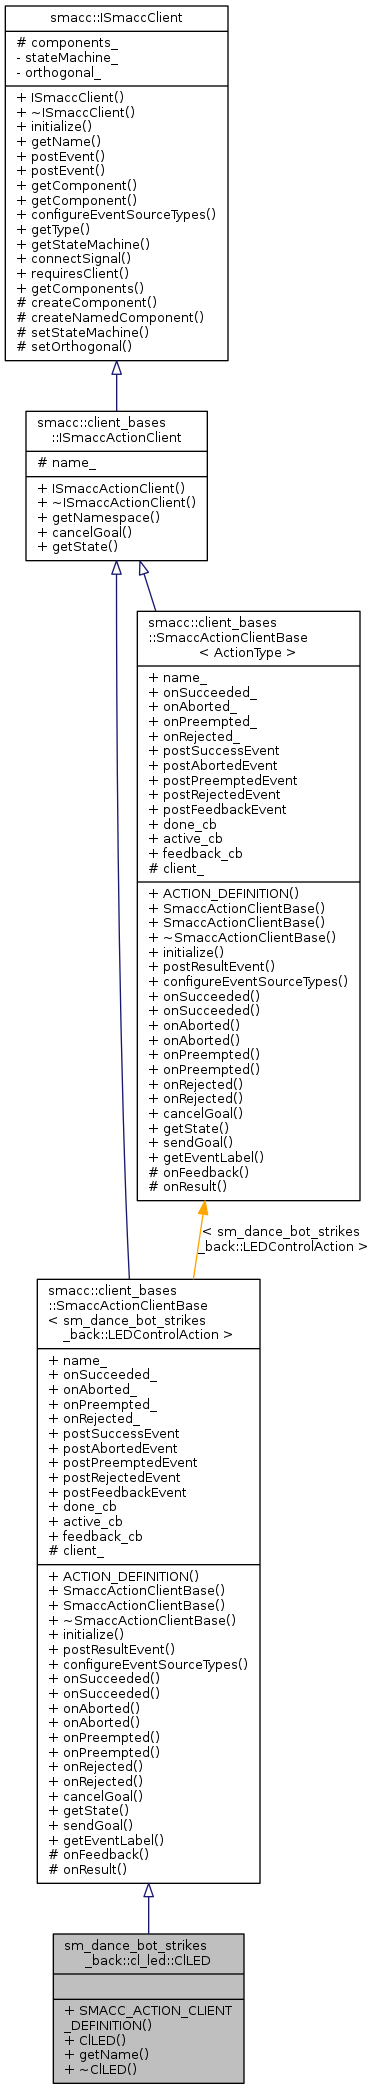 smacc::ISmaccClient
# components_
- stateMachine_
- orthogonal_
+ ISmaccClient()
+ ~ISmaccClient()
+ initialize()
+ getName()
+ postEvent()
+ postEvent()
+ getComponent()
+ getComponent()
+ configureEventSourceTypes()
+ getType()
+ getStateMachine()
+ connectSignal()
+ requiresClient()
+ getComponents()
# createComponent()
# createNamedComponent()
# setStateMachine()
# setOrthogonal()
smacc::client_bases
::ISmaccActionClient
# name_
+ ISmaccActionClient()
+ ~ISmaccActionClient()
+ getNamespace()
+ cancelGoal()
+ getState()
smacc::client_bases
::SmaccActionClientBase
< ActionType >
+ name_
+ onSucceeded_
+ onAborted_
+ onPreempted_
+ onRejected_
+ postSuccessEvent
+ postAbortedEvent
+ postPreemptedEvent
+ postRejectedEvent
+ postFeedbackEvent
+ done_cb
+ active_cb
+ feedback_cb
# client_
+ ACTION_DEFINITION()
+ SmaccActionClientBase()
+ SmaccActionClientBase()
+ ~SmaccActionClientBase()
+ initialize()
+ postResultEvent()
+ configureEventSourceTypes()
+ onSucceeded()
+ onSucceeded()
+ onAborted()
+ onAborted()
+ onPreempted()
+ onPreempted()
+ onRejected()
+ onRejected()
+ cancelGoal()
+ getState()
+ sendGoal()
+ getEventLabel()
# onFeedback()
# onResult()
< sm_dance_bot_strikes
_back::LEDControlAction >
smacc::client_bases
::SmaccActionClientBase
< sm_dance_bot_strikes
_back::LEDControlAction >
+ name_
+ onSucceeded_
+ onAborted_
+ onPreempted_
+ onRejected_
+ postSuccessEvent
+ postAbortedEvent
+ postPreemptedEvent
+ postRejectedEvent
+ postFeedbackEvent
+ done_cb
+ active_cb
+ feedback_cb
# client_
+ ACTION_DEFINITION()
+ SmaccActionClientBase()
+ SmaccActionClientBase()
+ ~SmaccActionClientBase()
+ initialize()
+ postResultEvent()
+ configureEventSourceTypes()
+ onSucceeded()
+ onSucceeded()
+ onAborted()
+ onAborted()
+ onPreempted()
+ onPreempted()
+ onRejected()
+ onRejected()
+ cancelGoal()
+ getState()
+ sendGoal()
+ getEventLabel()
# onFeedback()
# onResult()
sm_dance_bot_strikes
_back::cl_led::ClLED
+ SMACC_ACTION_CLIENT
_DEFINITION()
+ ClLED()
+ getName()
+ ~ClLED()